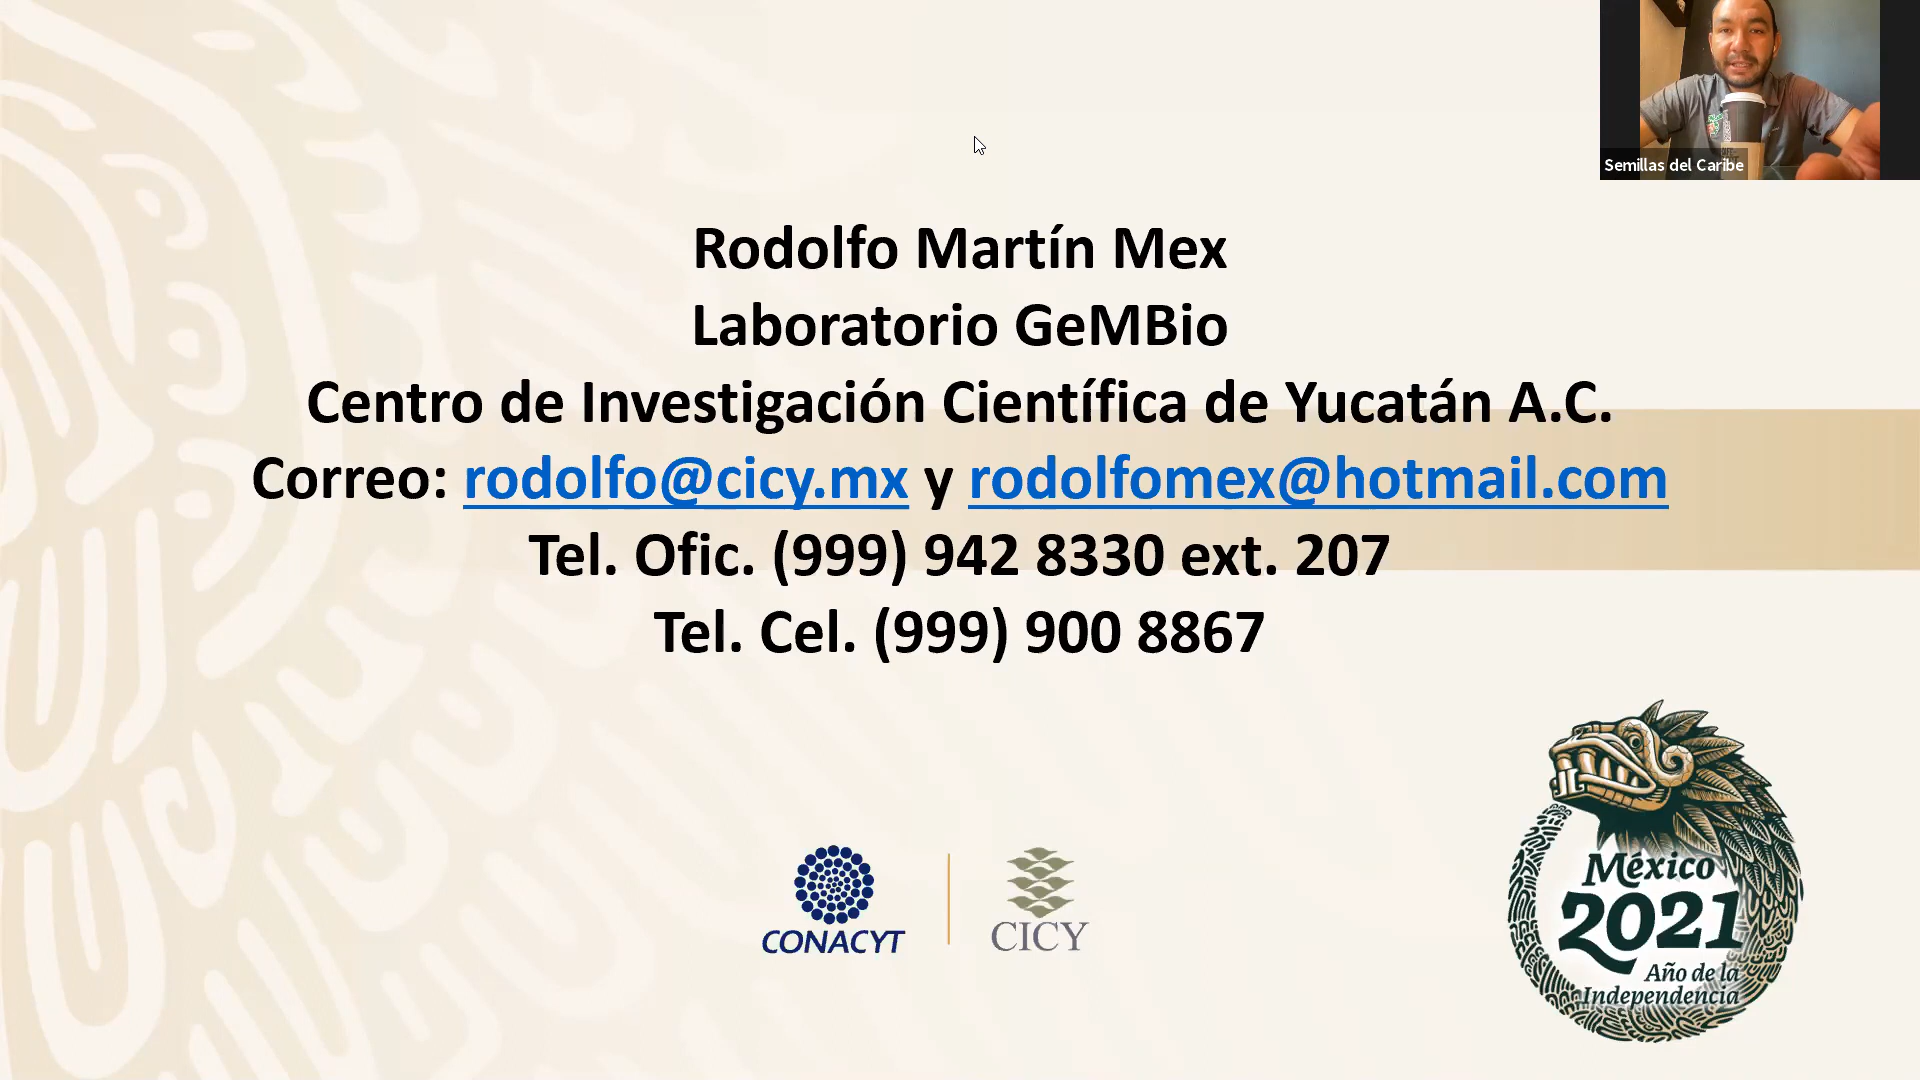 Semillas del Caribe
Rodolfo Martín Mex
Laboratorio GeMBio
Centro de Investigación Científica de Yucatán A.C.
Correo: rodolfo@cicy.mx y rodolfomex@hotmail.com
Tel. Ofic. (999) 942 8330 ext. 207
Tel. Cel. (999) 900 8867
CONACYT
CICY
México
2021
Año de la
Independencia